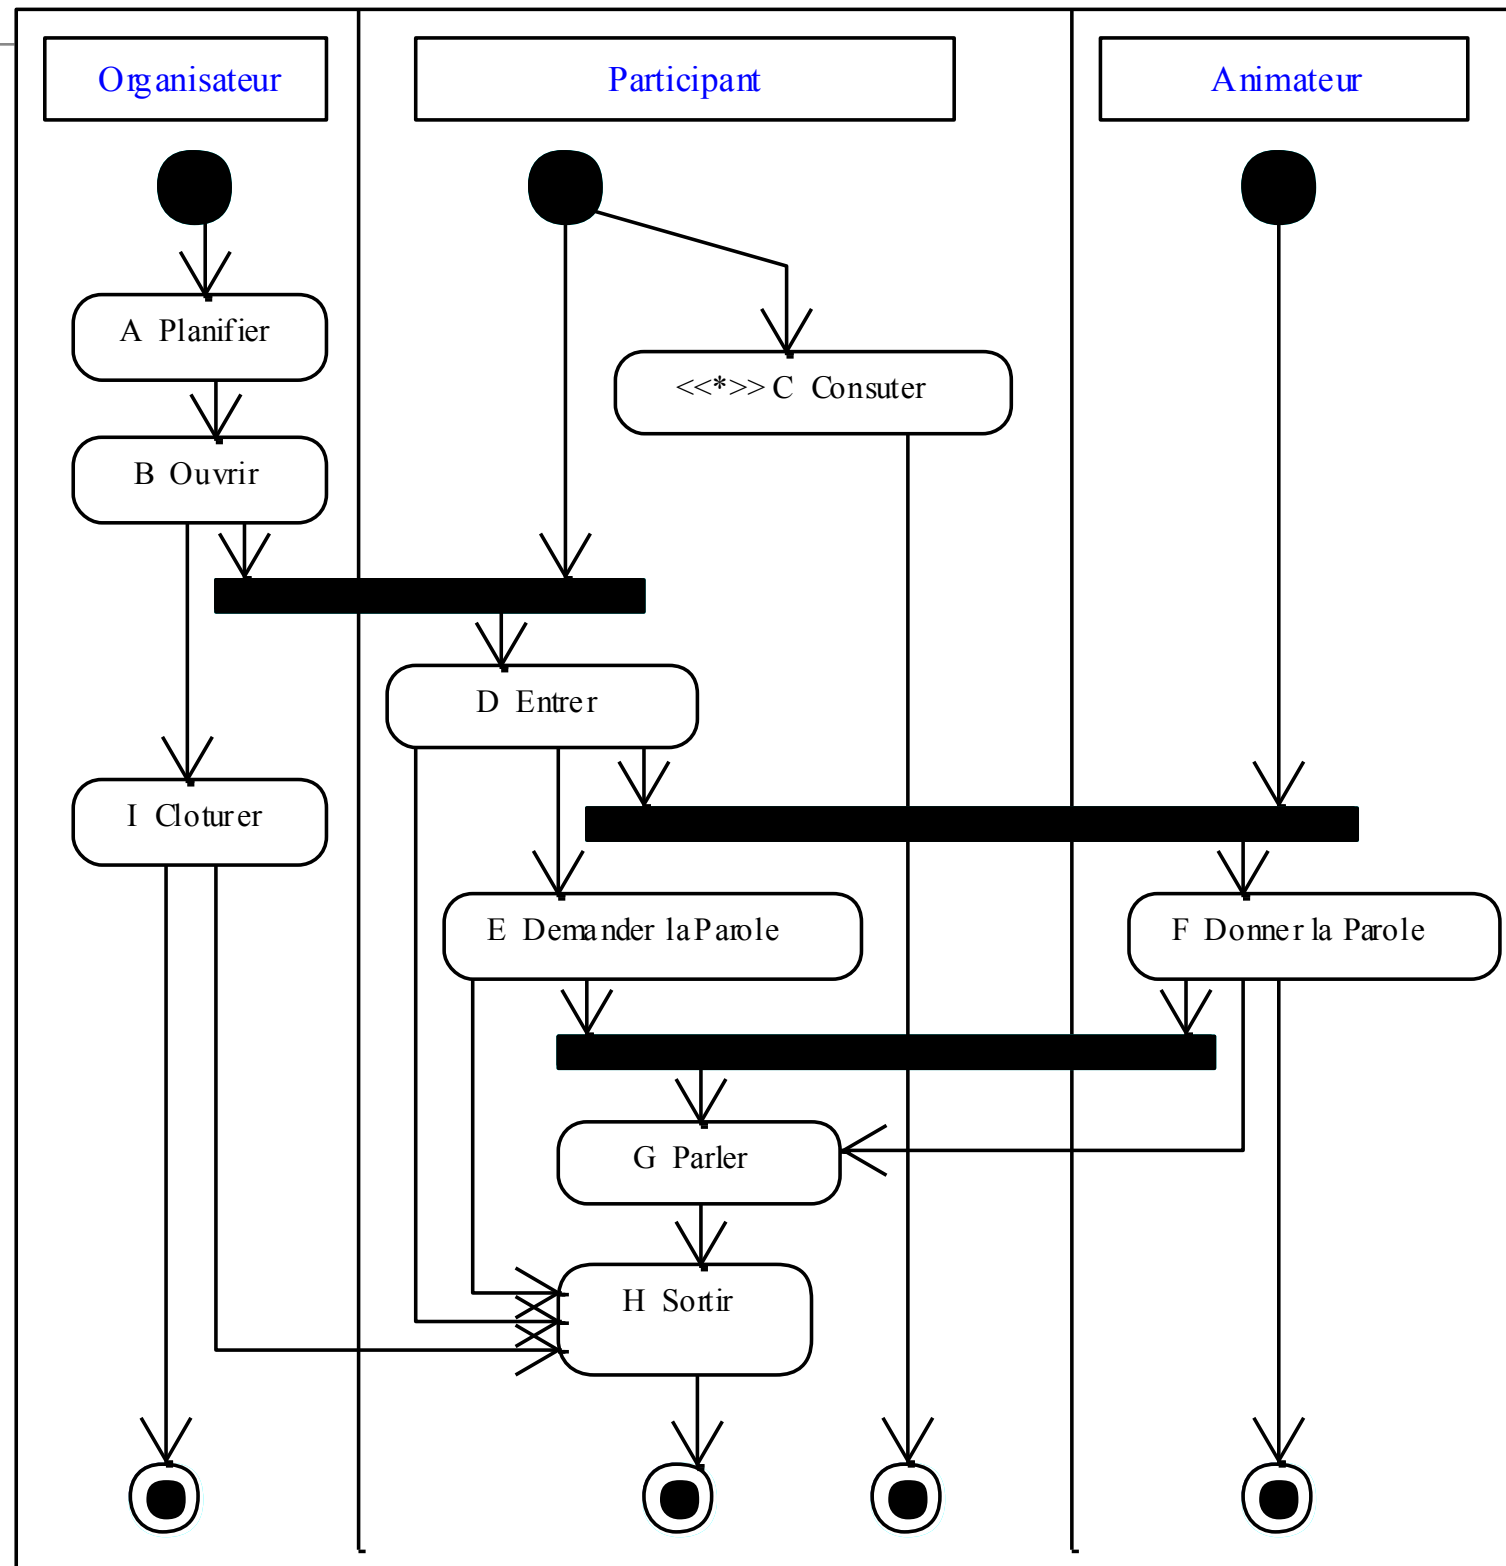 Organisateur
Participant
Animateur
A Planifier
<<*>> C Consuter
B Ouvrir
D Entrer
I Cloturer
E Demander la Parole
F Donner la Parole
G Parler
H Sortir